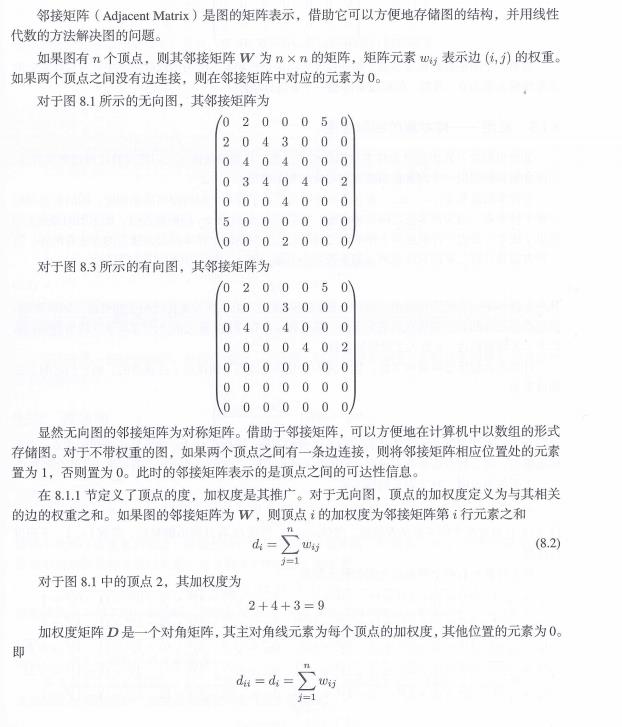 邻接矩阵（Adjacent Matrix）是图的矩阵表示，借助它可以方便地存储图的结构，并用线性
代数的方法解决图的问题。
如果图有 n 个顶点，则其邻接矩阵 W 为 n × n 的矩阵，矩阵元素 w_{ij} 表示边 (i, j) 的权重。
如果两个顶点之间没有边连接，则在邻接矩阵中对应的元素为 0。
对于图 8.1 所示的无向图，其邻接矩阵为
0 2 0 0 0 5 0
2 0 4 3 0 0 0
0 4 0 4 0 0 0
0 3 4 0 4 0 2
0 0 0 4 0 0 0
5 0 0 0 0 0 0
0 0 0 2 0 0 0
对于图 8.3 所示的有向图，其邻接矩阵为
0 2 0 0 0 5 0
0 0 0 3 0 0 0
0 4 0 4 0 0 0
0 0 0 0 4 0 2
0 0 0 0 0 0 0
0 0 0 0 0 0 0
0 0 0 0 0 0 0
显然无向图的邻接矩阵为对称矩阵。借助于邻接矩阵，可以方便地在计算机中以数组的形式
存储图。对于不带权重的图，如果两个顶点之间有一条边连接，则将邻接矩阵相应位置处的元素
置为 1，否则置为 0。此时的邻接矩阵表示的是顶点之间的可达性信息。
在 8.1.1 节定义了顶点的度，加权度是其推广。对于无向图，顶点的加权度定义为与其相关
的边的权重之和。如果图的邻接矩阵为 W，则顶点 i 的加权度为邻接矩阵第 i 行元素之和
d_i = \sum_{j=1}^{n} w_{ij} (8.2)
对于图 8.1 中的顶点 2，其加权度为
2 + 4 + 3 = 9
加权度矩阵 D 是一个对角矩阵，其主对角线元素为每个顶点的加权度，其他位置的元素为 0。
即
d_{ii} = d_i = \sum_{j=1}^{n} w_{ij}